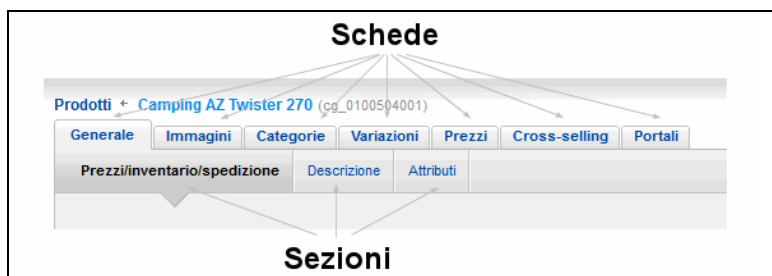 Schede
Prodotti ← Camping AZ Twister 270 (cg_0100504001)
Generale Immagini Categorie Variazioni Prezzi Cross-selling Portali
Prezzi/inventario/spedizione Descrizione Attributi
Sezioni